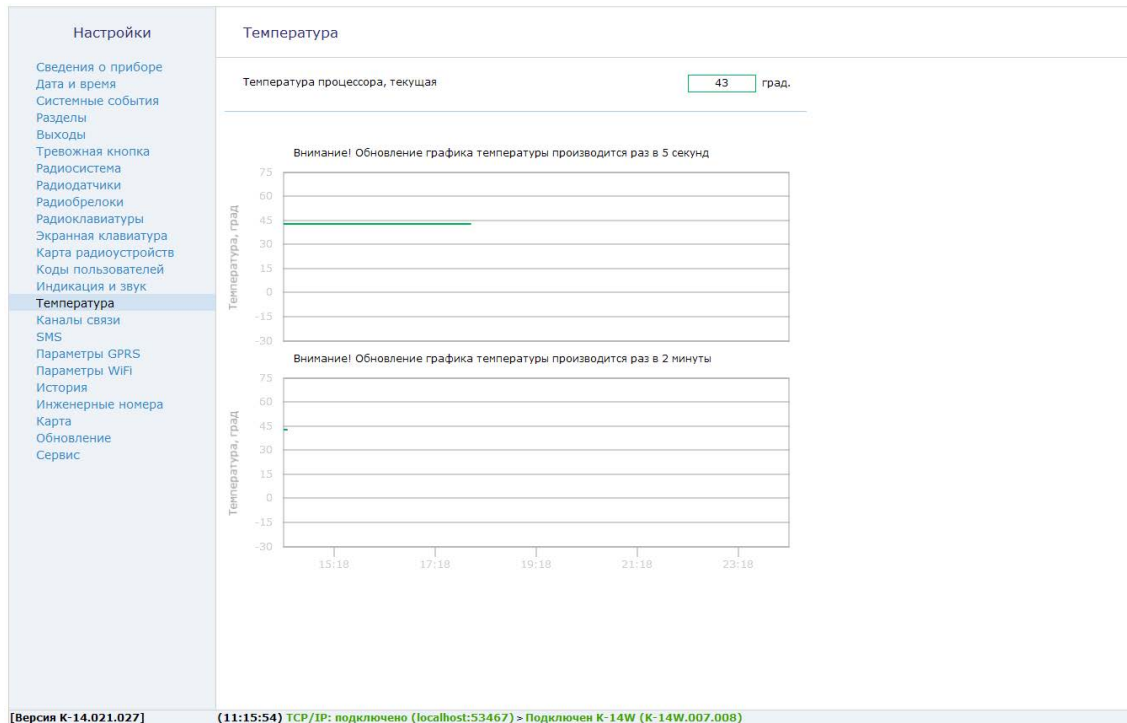 Настройки
Сведения о приборе
Дата и время
Системные события
Разделы
Выходы
Тревожная кнопка
Радиосистема
Радиодатчики
Радиобрелоки
Радиоклавиатуры
Экранная клавиатура
Карта радиоустройств
Коды пользователей
Индикация и звук
Температура
Каналы связи
SMS
Параметры GPRS
Параметры WiFi
История
Инженерные номера
Карта
Обновление
Сервис
Температура
Температура процессора, текущая 43 град.
Внимание! Обновление графика температуры производится раз в 5 секунд
Температура, град
75
60
45
30
15
0
-15
-30
Внимание! Обновление графика температуры производится раз в 2 минуты
Температура, град
75
60
45
30
15
0
-15
-30
15:18 17:18 19:18 21:18 23:18
[Версия К-14.021.027] (11:15:54) TCP/IP: подключено (localhost:53467) > Подключен K-14W (K-14W.007.008)